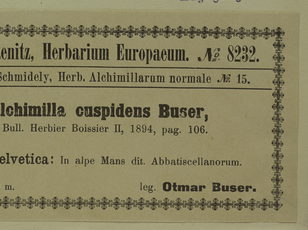 enitz, Herbarium Europaeum. № 8232.
Schmidely, Herb. Alchimillarum normale № 15.
lchimilla cuspidens Buser,
Bull. Herbier Boissier II, 1894, pag. 106.
elvetica: In alpe Mans dit. Abbatiscellanorum.
m. leg. Otmar Buser.